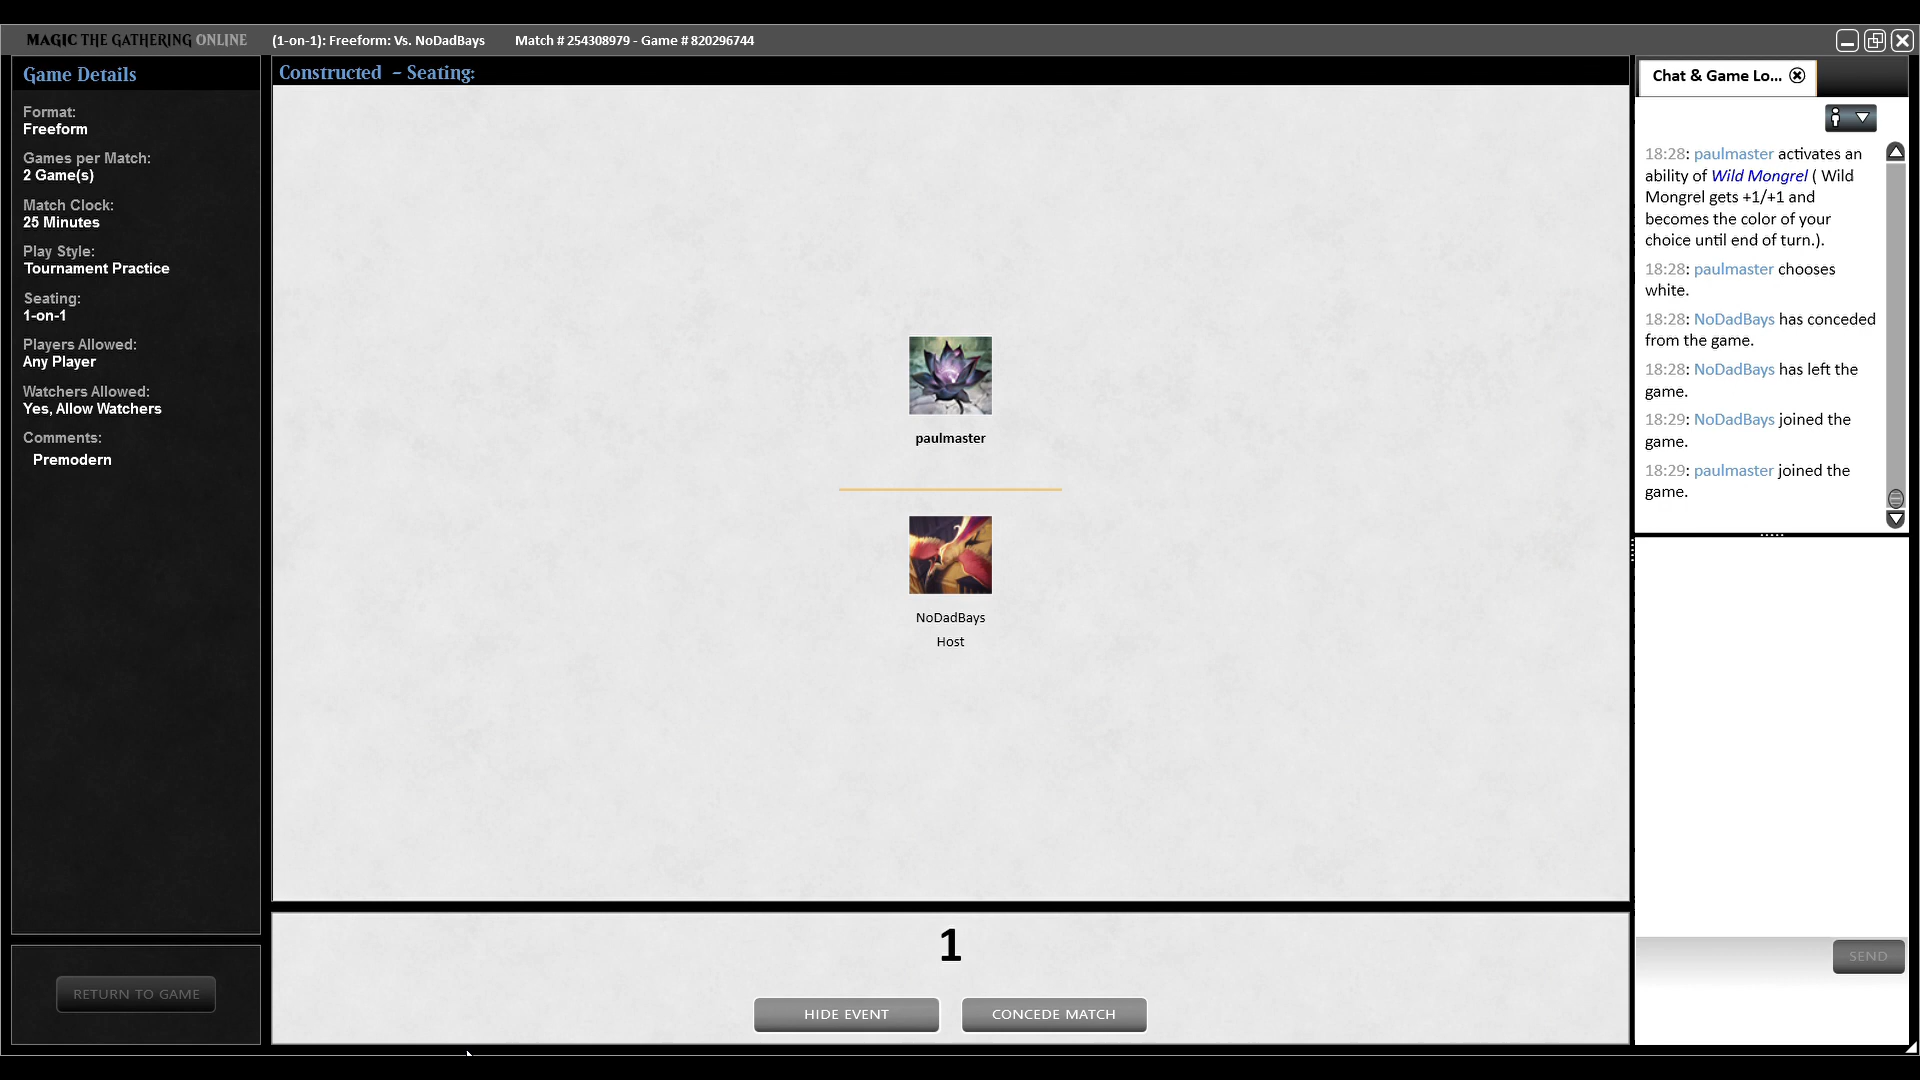 MAGIC THE GATHERING ONLINE
(1-on-1): Freeform: Vs. NoDadBays
Match # 254308979 - Game # 820296744
Game Details
Format:
Freeform
Games per Match:
2 Game(s)
Match Clock:
25 Minutes
Play Style:
Tournament Practice
Seating:
1-on-1
Players Allowed:
Any Player
Watchers Allowed:
Yes, Allow Watchers
Comments:
Premodern
RETURN TO GAME
Constructed – Seating:
paulmaster
NoDadBays
Host
1
HIDE EVENT
CONCEDE MATCH
Chat & Game Lo...
18:28: paulmaster activates an
ability of Wild Mongrel ( Wild
Mongrel gets +1/+1 and
becomes the color of your
choice until end of turn.).
18:28: paulmaster chooses
white.
18:28: NoDadBays has conceded
from the game.
18:28: NoDadBays has left the
game.
18:29: NoDadBays joined the
game.
18:29: paulmaster joined the
game.
SEND